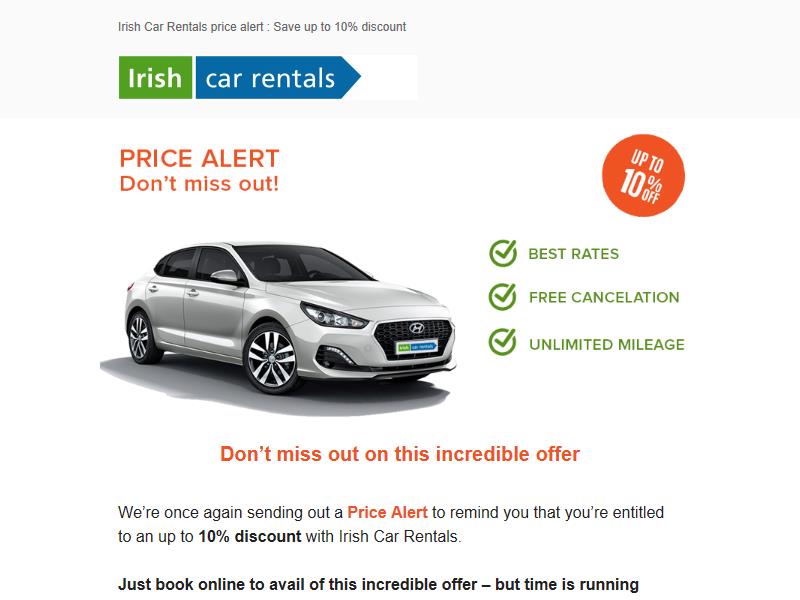 Irish Car Rentals price alert : Save up to 10% discount
Irish car rentals
PRICE ALERT
Don't miss out!
UP TO
10% OFF
BEST RATES
FREE CANCELATION
UNLIMITED MILEAGE
Irish car rentals
Don't miss out on this incredible offer
We're once again sending out a Price Alert to remind you that you're entitled
to an up to 10% discount with Irish Car Rentals.
Just book online to avail of this incredible offer – but time is running